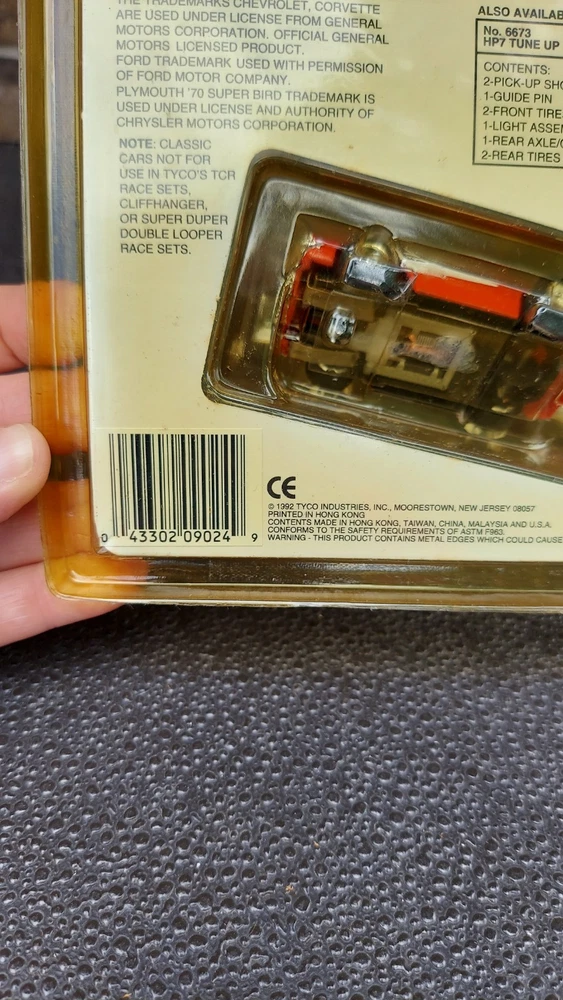 THE TRADEMARKS CHEVROLET, CORVETTE
ARE USED UNDER LICENSE FROM GENERAL
MOTORS CORPORATION. OFFICIAL GENERAL
MOTORS LICENSED PRODUCT.
FORD TRADEMARK USED WITH PERMISSION
OF FORD MOTOR COMPANY.
PLYMOUTH '70 SUPER BIRD TRADEMARK IS
USED UNDER LICENSE AND AUTHORITY OF
CHRYSLER MOTORS CORPORATION.
NOTE: CLASSIC
CARS NOT FOR
USE IN TYCO'S TCR
RACE SETS,
CLIFFHANGER,
OR SUPER DUPER
DOUBLE LOOPER
RACE SETS.
ALSO AVAILAB
No. 6673
HP7 TUNE UP
CONTENTS:
2-PICK-UP SHO
1-GUIDE PIN
2-FRONT TIRE
1-LIGHT ASSEM
1-REAR AXLE/
2-REAR TIRES
0 43302 09024 9
CE
© 1992 TYCO INDUSTRIES, INC., MOORESTOWN, NEW JERSEY 08057
PRINTED IN HONG KONG
CONTENTS MADE IN HONG KONG, TAIWAN, CHINA, MALAYSIA AND U.S.A.
CONFORMS TO THE SAFETY REQUIREMENTS OF ASTM F963.
WARNING - THIS PRODUCT CONTAINS METAL EDGES WHICH COULD CAUSE